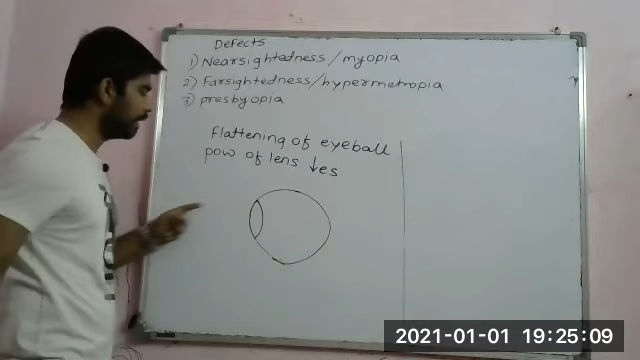 Defects
1) Nearsightedness/myopia
2) Farsightedness/hypermetropia
3) presbyopia
Flattening of eyeball
pow of lens ↓es
2021-01-01 19:25:09